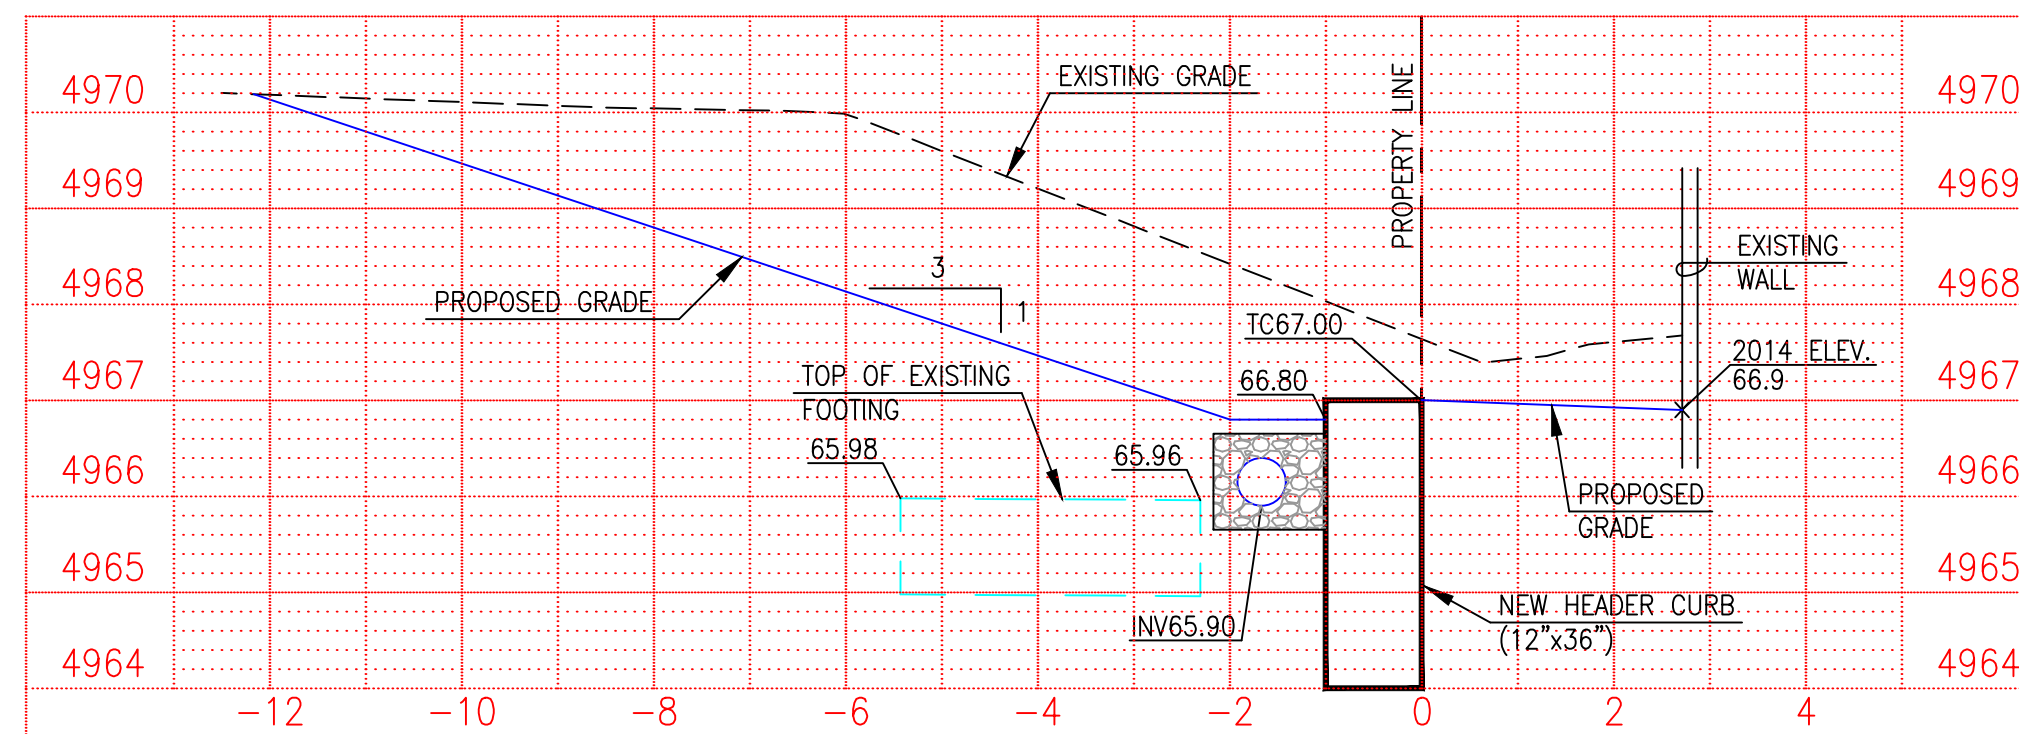 EXISTING GRADE
PROPERTY LINE
4970
4970
4969
4969
EXISTING
WALL
3
1
4968
4968
PROPOSED GRADE
TC67.00
2014 ELEV.
66.9
4967
4967
TOP OF EXISTING
FOOTING
66.80
65.98
65.96
4966
4966
PROPOSED
GRADE
4965
4965
INV65.90
NEW HEADER CURB
(12"x36")
4964
4964
-12
-10
-8
-6
-4
-2
0
2
4